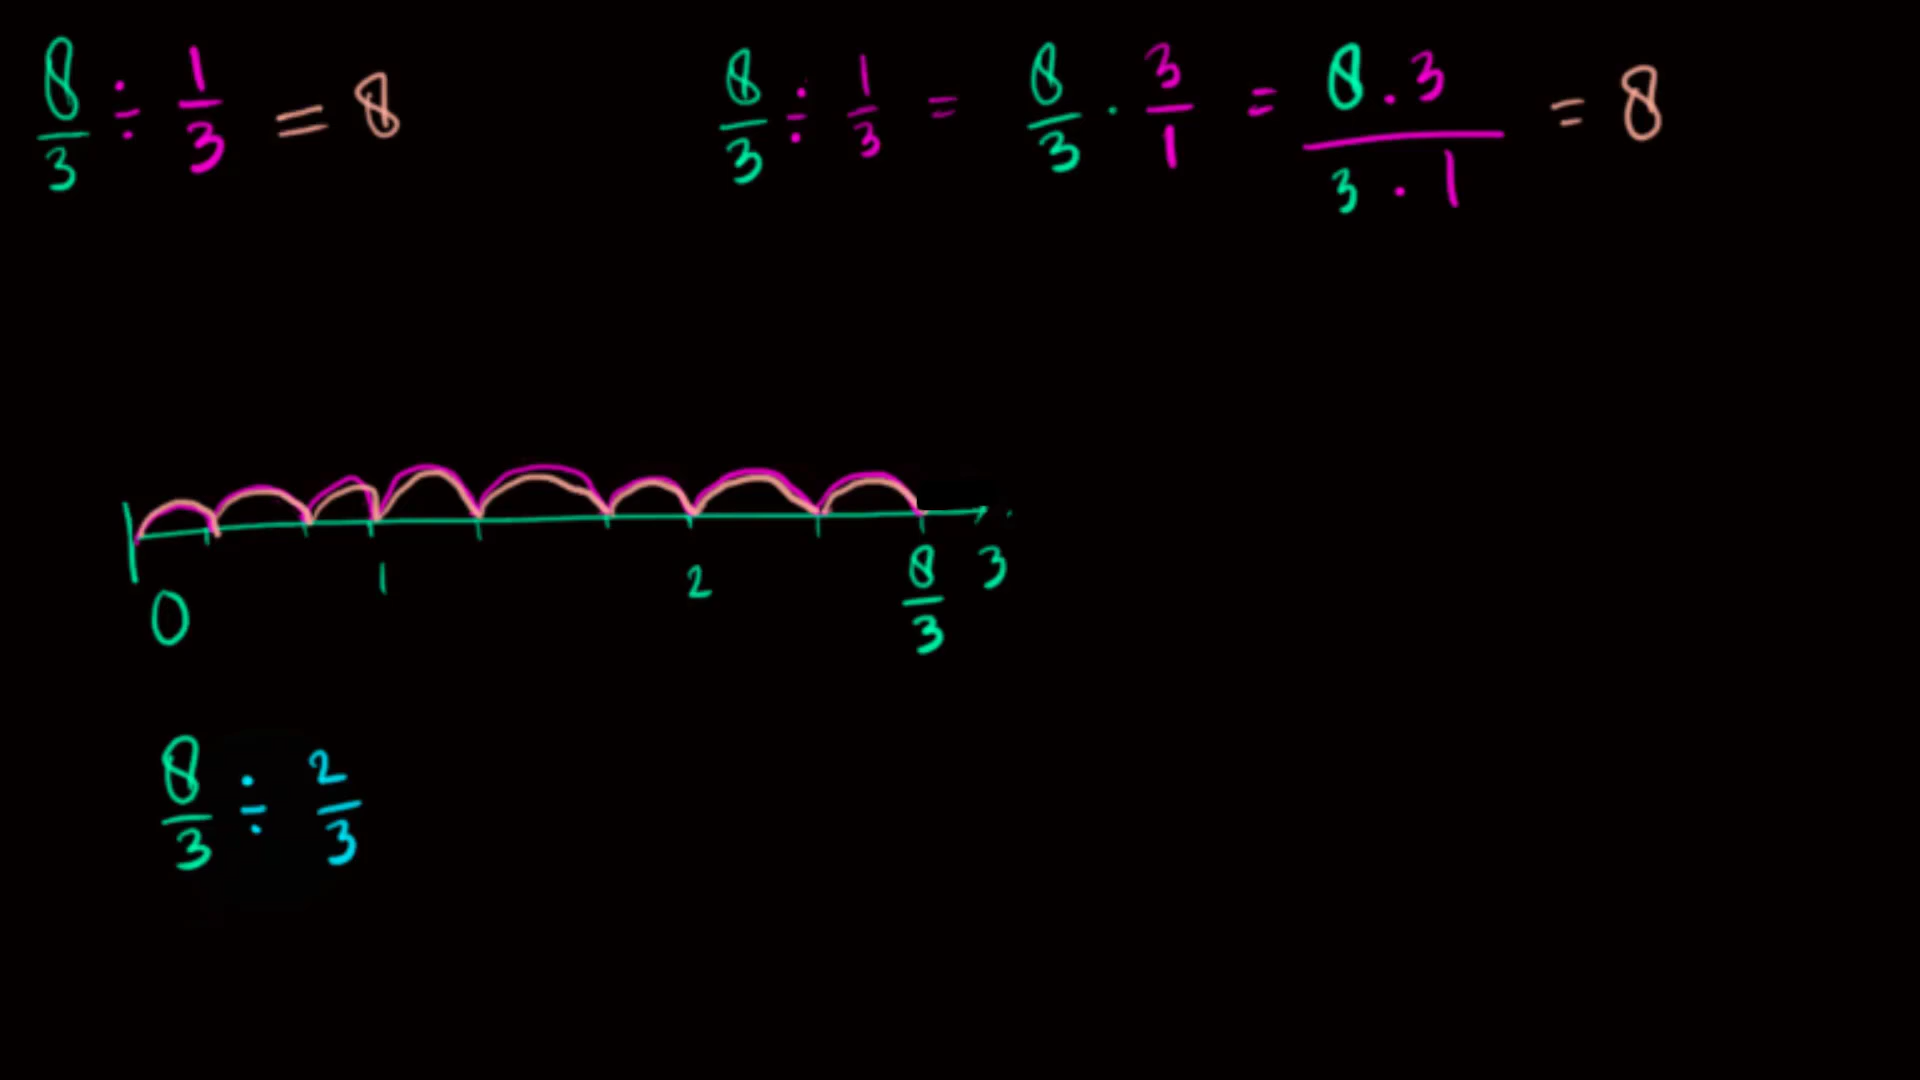 8/3 ÷ 1/3 = 8
8/3 ÷ 1/3 = 8/3 · 3/1 = 8·3/3·1 = 8
0 1 2 8/3 3
8/3 ÷ 2/3